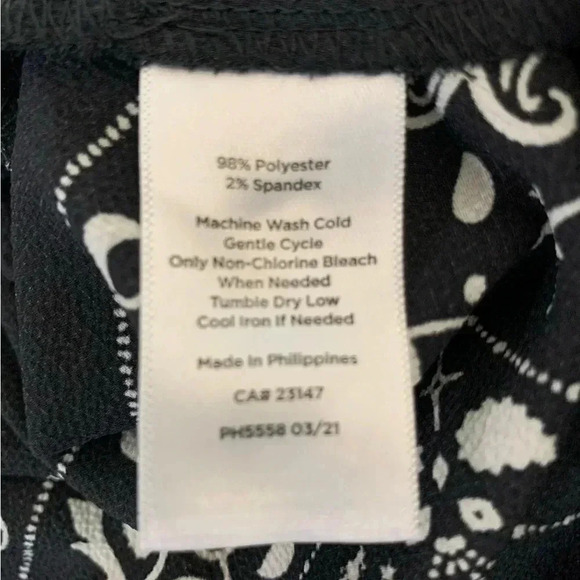 98% Polyester
2% Spandex
Machine Wash Cold
Gentle Cycle
Only Non-Chlorine Bleach
When Needed
Tumble Dry Low
Cool Iron If Needed
Made In Philippines
CA# 23147
PH5558 03/21